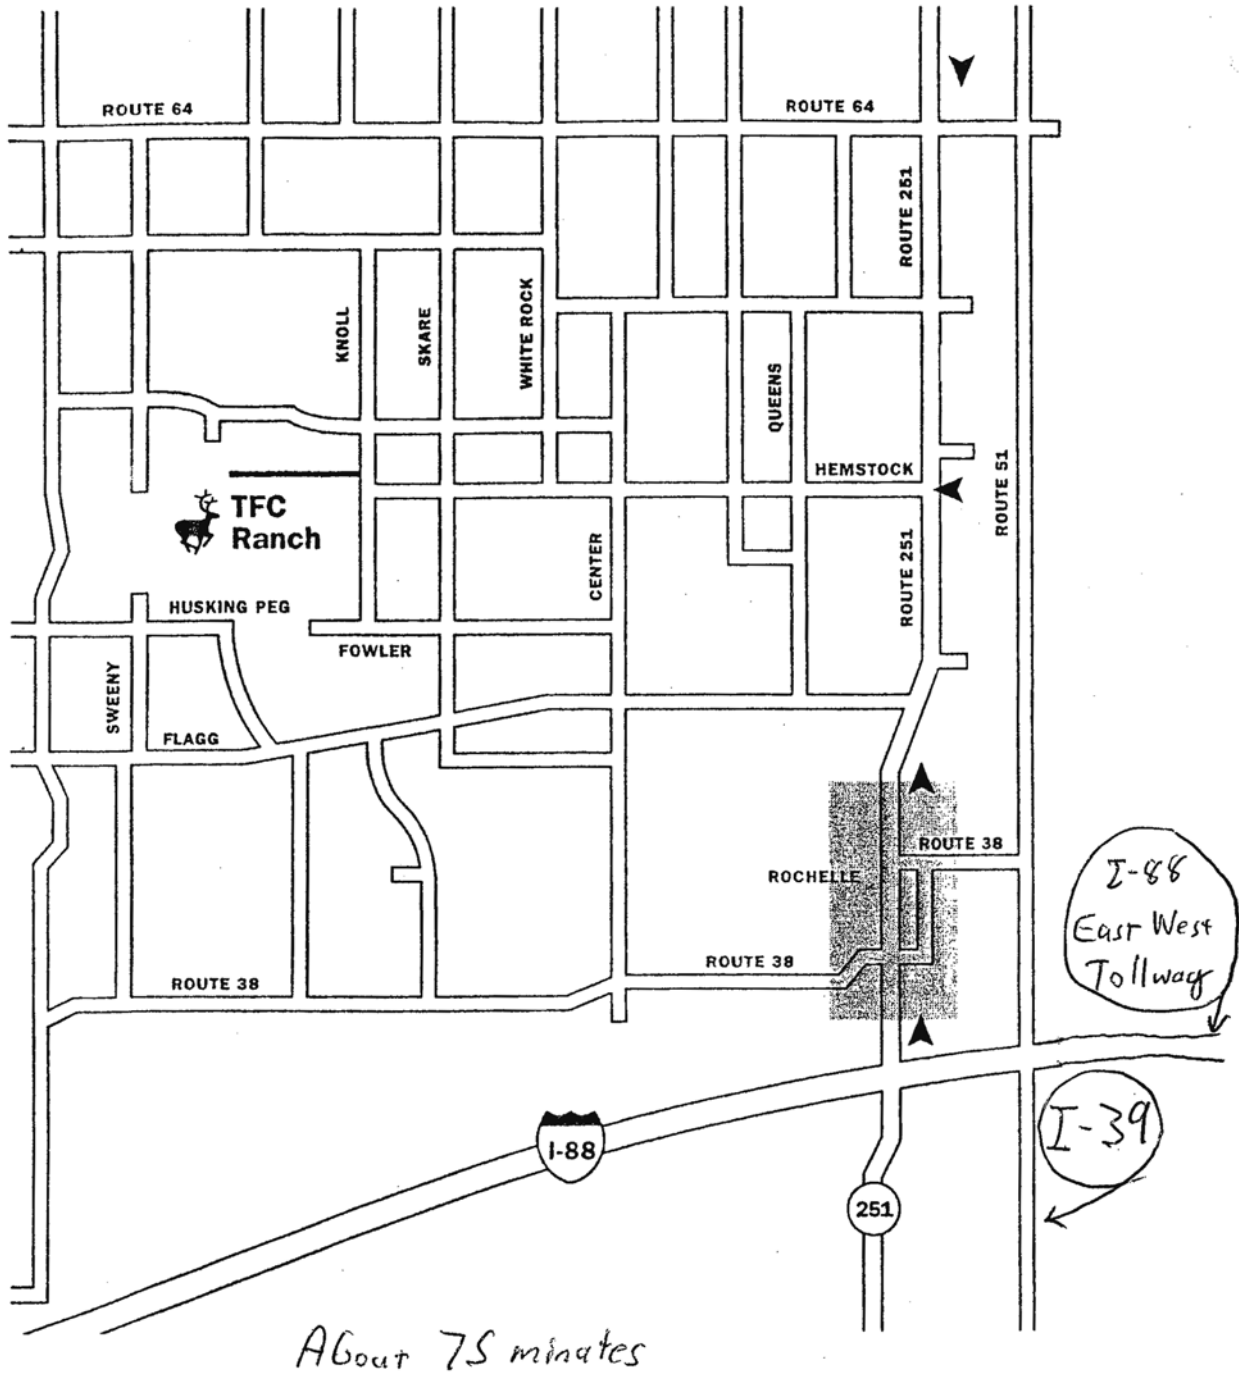 ROUTE 64
ROUTE 64
ROUTE 251
KNOLL
SKARE
WHITE ROCK
QUEENS
HEMSTOCK
ROUTE 51
TFC
Ranch
CENTER
ROUTE 251
HUSKING PEG
FOWLER
SWEENY
FLAGG
ROUTE 38
ROCHELLE
I-88
East West
Tollway
ROUTE 38
ROUTE 38
I-39
I-88
251
About 75 minutes